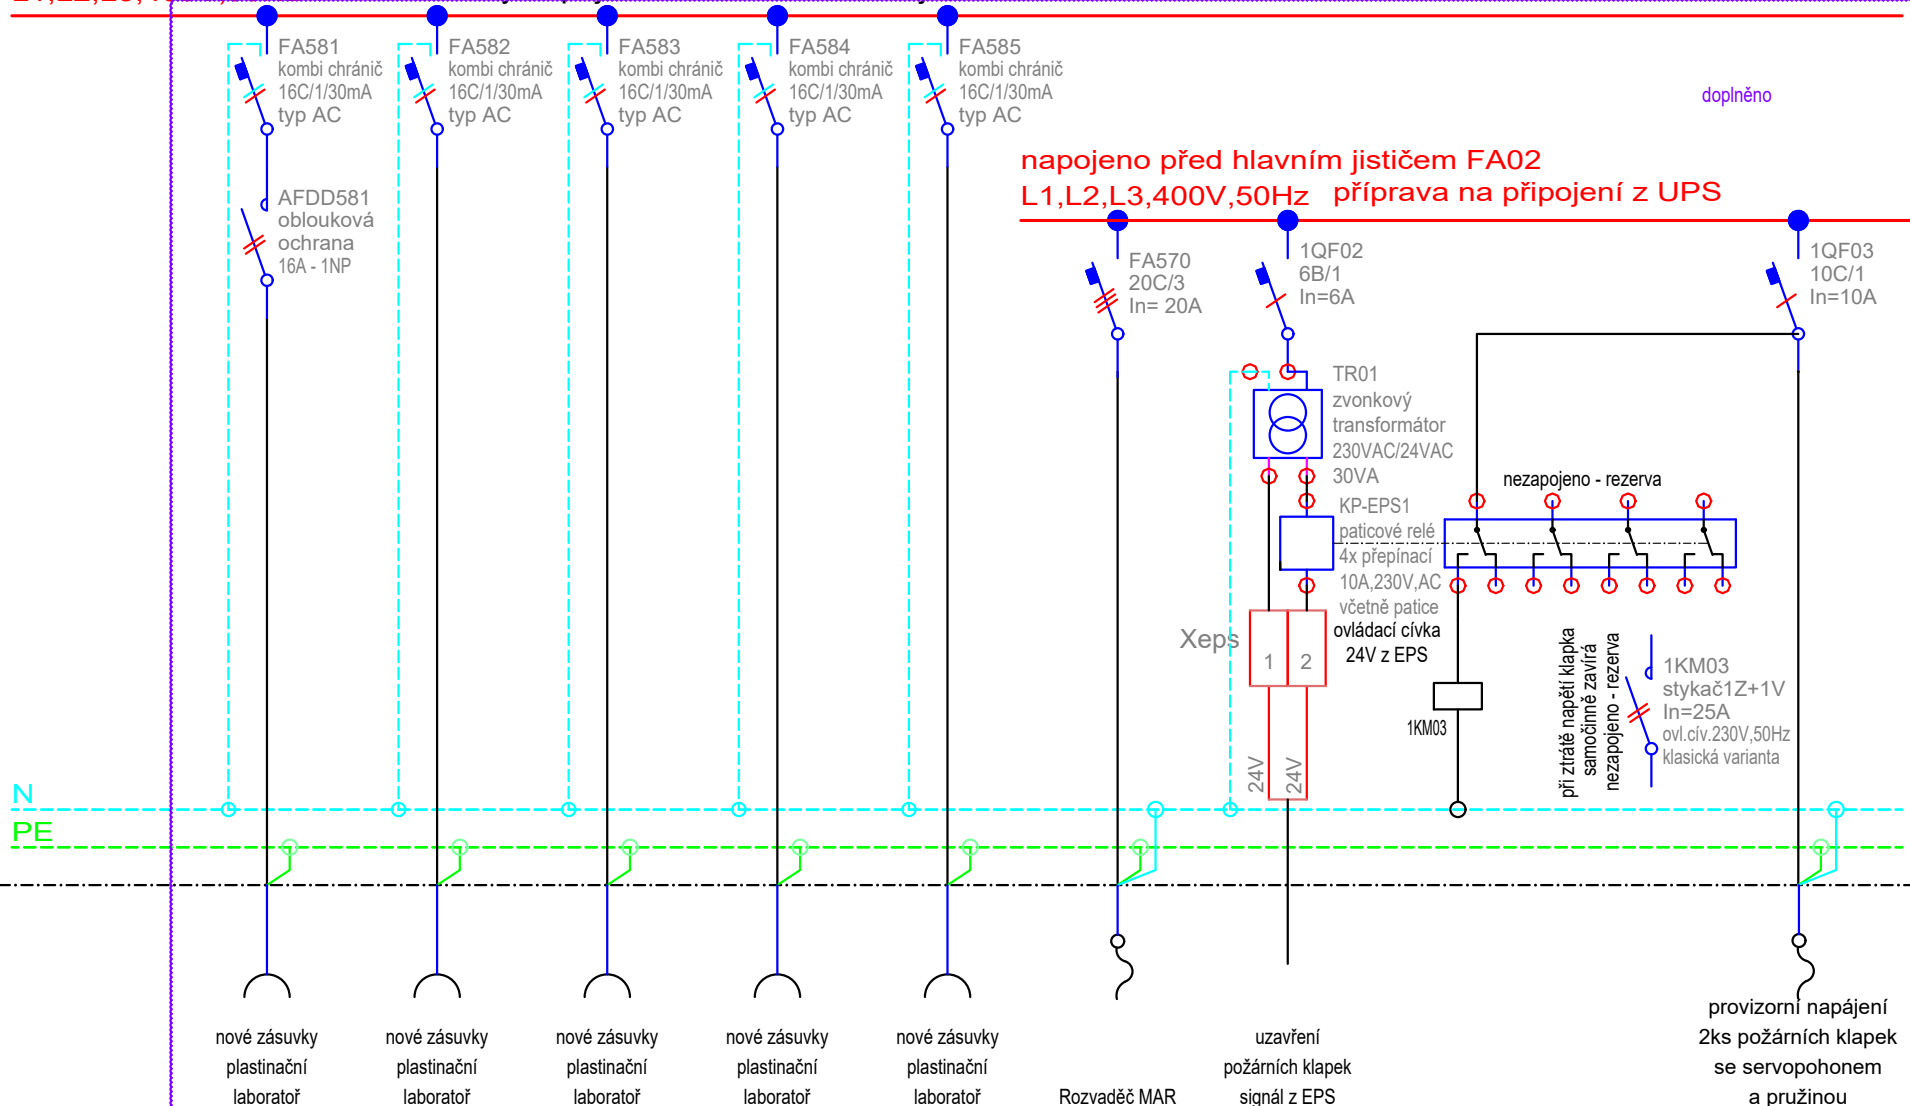 FA581
kombi chránič
16C/1/30mA
typ AC
FA582
kombi chránič
16C/1/30mA
typ AC
FA583
kombi chránič
16C/1/30mA
typ AC
FA584
kombi chránič
16C/1/30mA
typ AC
FA585
kombi chránič
16C/1/30mA
typ AC
doplněno
AFDD581
oblouková
ochrana
16A - 1NP
napojeno před hlavním jističem FA02
L1,L2,L3,400V,50Hz příprava na připojení z UPS
FA570
20C/3
In= 20A
1QF02
6B/1
In=6A
1QF03
10C/1
In=10A
TR01
zvonkový
transformátor
230VAC/24VAC
30VA
KP-EPS1
paticové relé
4x přepínací
10A,230V,AC
včetně patice
ovládací cívka
24V z EPS
nezapojeno - rezerva
Xeps
1
2
24V
24V
1KM03
při ztrátě napětí klapka
samočinně zavírá
nezapojeno - rezerva
1KM03
stykač1Z+1V
In=25A
ovl.cív.230V,50Hz
klasická varianta
N
PE
nové zásuvky
plastinační
laboratoř
nové zásuvky
plastinační
laboratoř
nové zásuvky
plastinační
laboratoř
nové zásuvky
plastinační
laboratoř
nové zásuvky
plastinační
laboratoř
Rozvaděč MAR
uzavření
požárních klapek
signál z EPS
provizorní napájení
2ks požárních klapek
se servopohonem
a pružinou